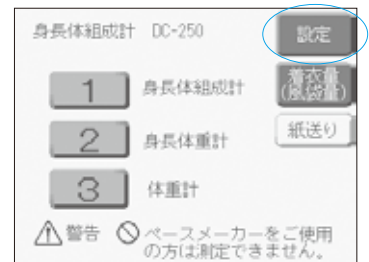 身長体組成計 DC-250
設定
1 身長体組成計
着衣量
(風袋量)
2 身長体重計
紙送り
3 体重計
警告 ペースメーカーをご使用
の方は測定できません。